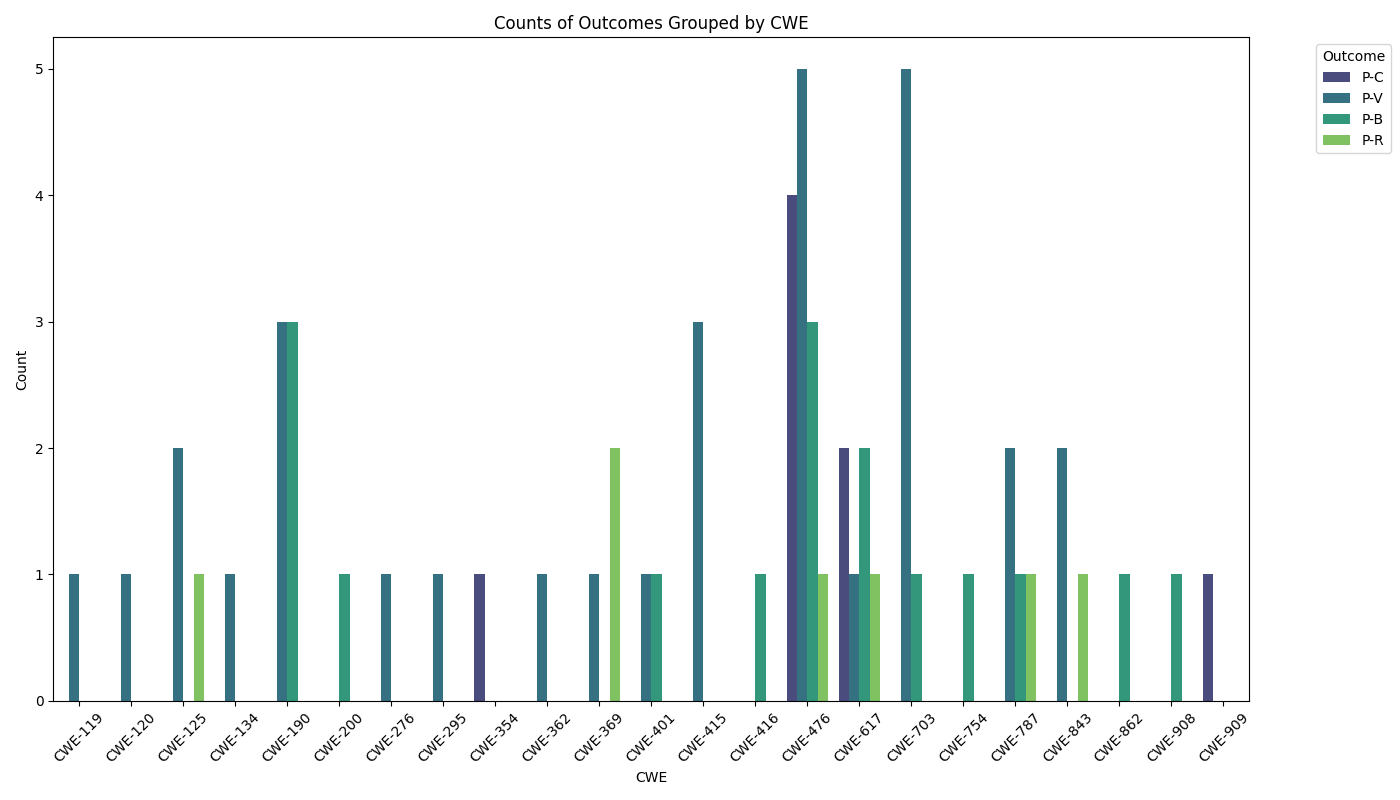 Counts of Outcomes Grouped by CWE
Outcome
P-C
P-V
P-B
P-R
Count
5
4
3
2
1
0
CWE-119
CWE-120
CWE-125
CWE-134
CWE-190
CWE-200
CWE-276
CWE-295
CWE-354
CWE-362
CWE-369
CWE-401
CWE-415
CWE-416
CWE-476
CWE-617
CWE-703
CWE-754
CWE-787
CWE-843
CWE-862
CWE-908
CWE-909
CWE